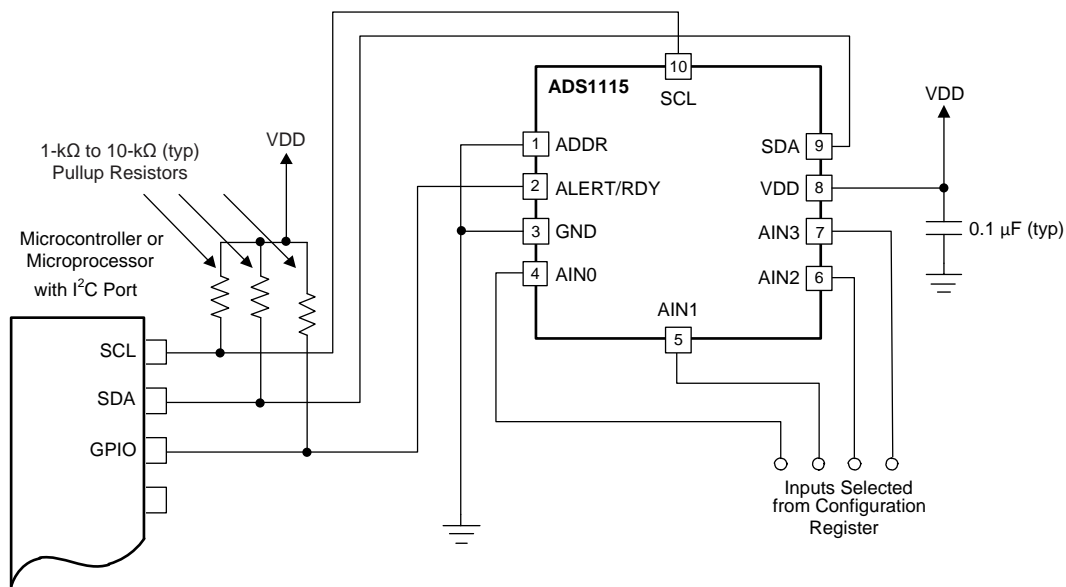 10
ADS1115
SCL
VDD
1-kΩ to 10-kΩ (typ)
Pullup Resistors
VDD
1
ADDR
SDA
9
2
ALERT/RDY
VDD
8
Microcontroller or
Microprocessor
with I²C Port
3
GND
AIN3
7
0.1 µF (typ)
4
AIN0
AIN2
6
AIN1
5
SCL
SDA
GPIO
Inputs Selected
from Configuration
Register